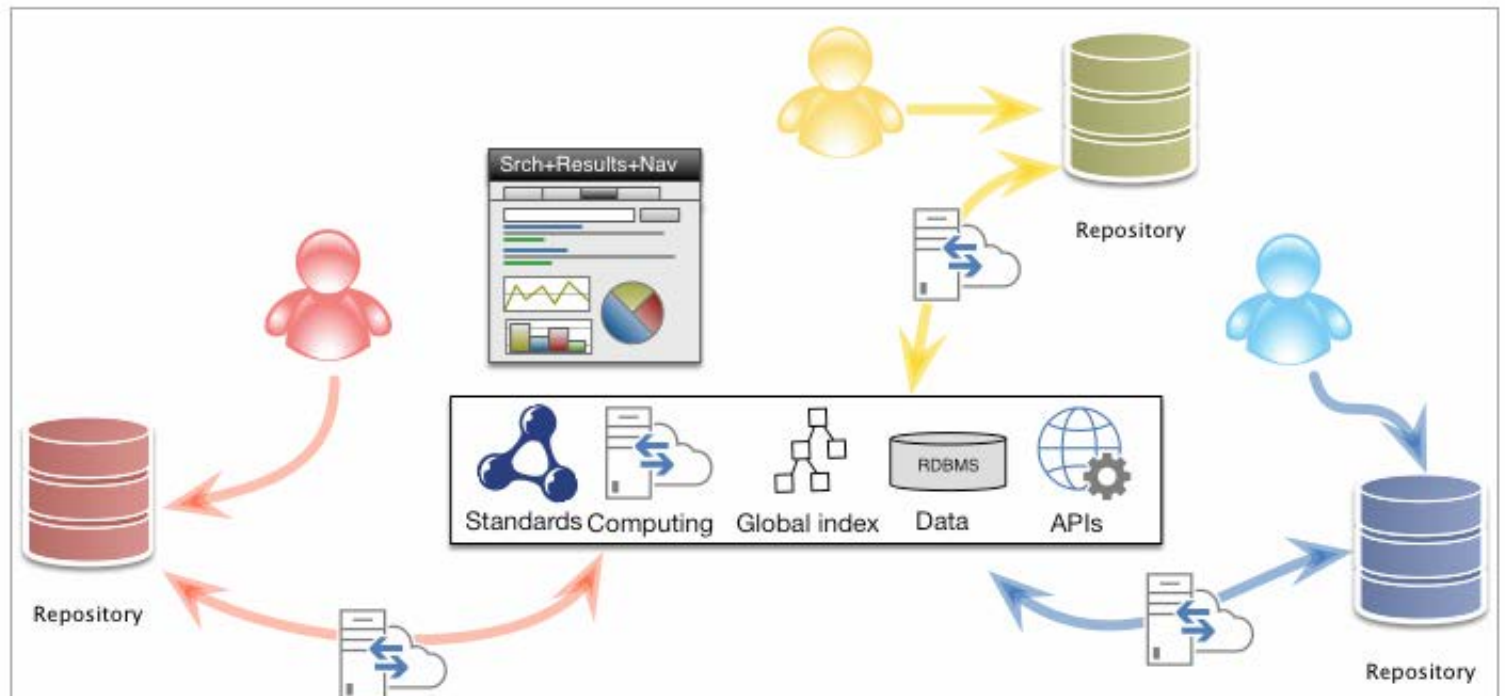 Srch+Results+Nav
Repository
RDBMS
Standards Computing Global index Data APIs
Repository
Repository